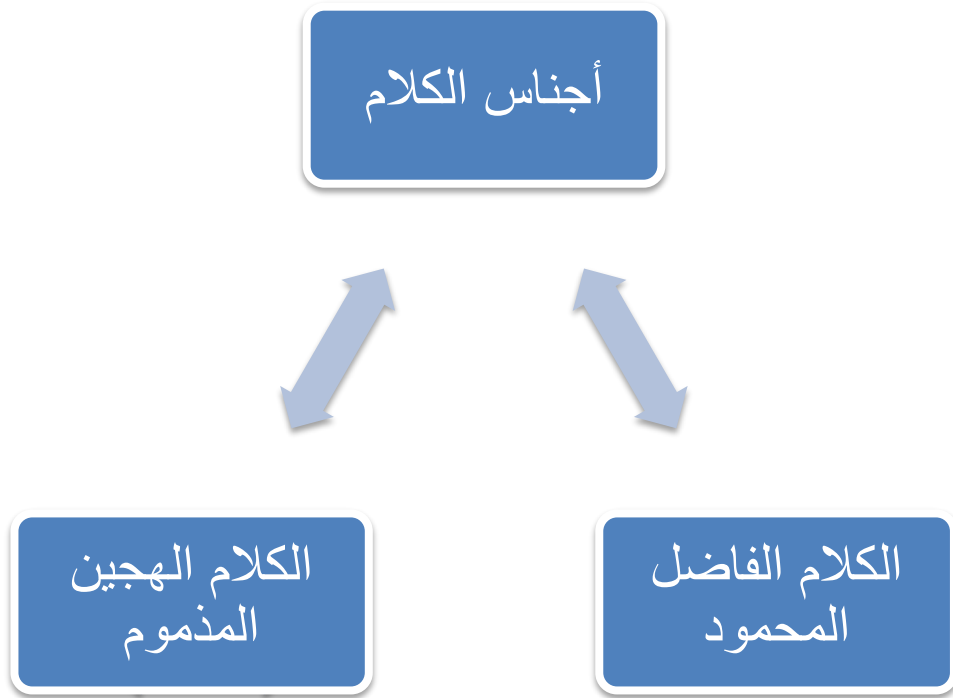 أجناس الكلام
الكلام الفاضل
المحمود
الكلام الهجين
المذموم